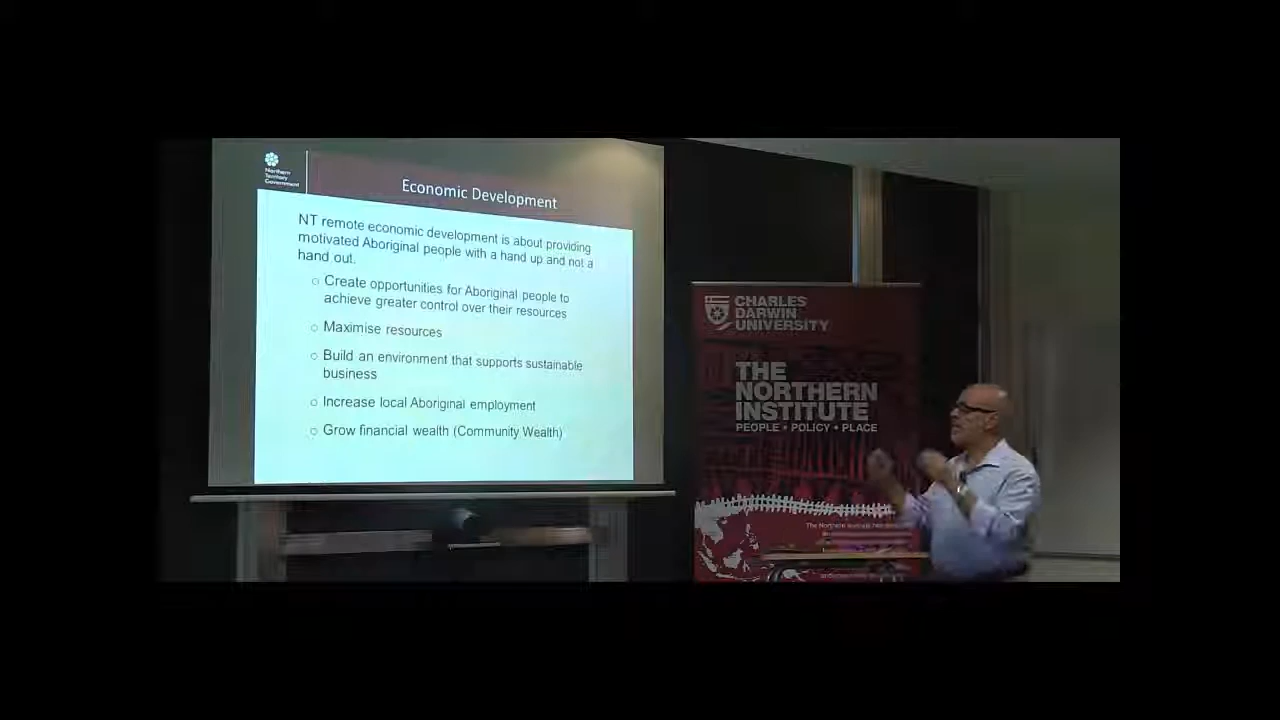 Northern
Territory
Government
Economic Development
NT remote economic development is about providing
motivated Aboriginal people with a hand up and not a
hand out.
○ Create opportunities for Aboriginal people to
achieve greater control over their resources
○ Maximise resources
○ Build an environment that supports sustainable
business
○ Increase local Aboriginal employment
○ Grow financial wealth (Community Wealth)
CHARLES
DARWIN
UNIVERSITY
THE
NORTHERN
INSTITUTE
PEOPLE • POLICY • PLACE
The Northern